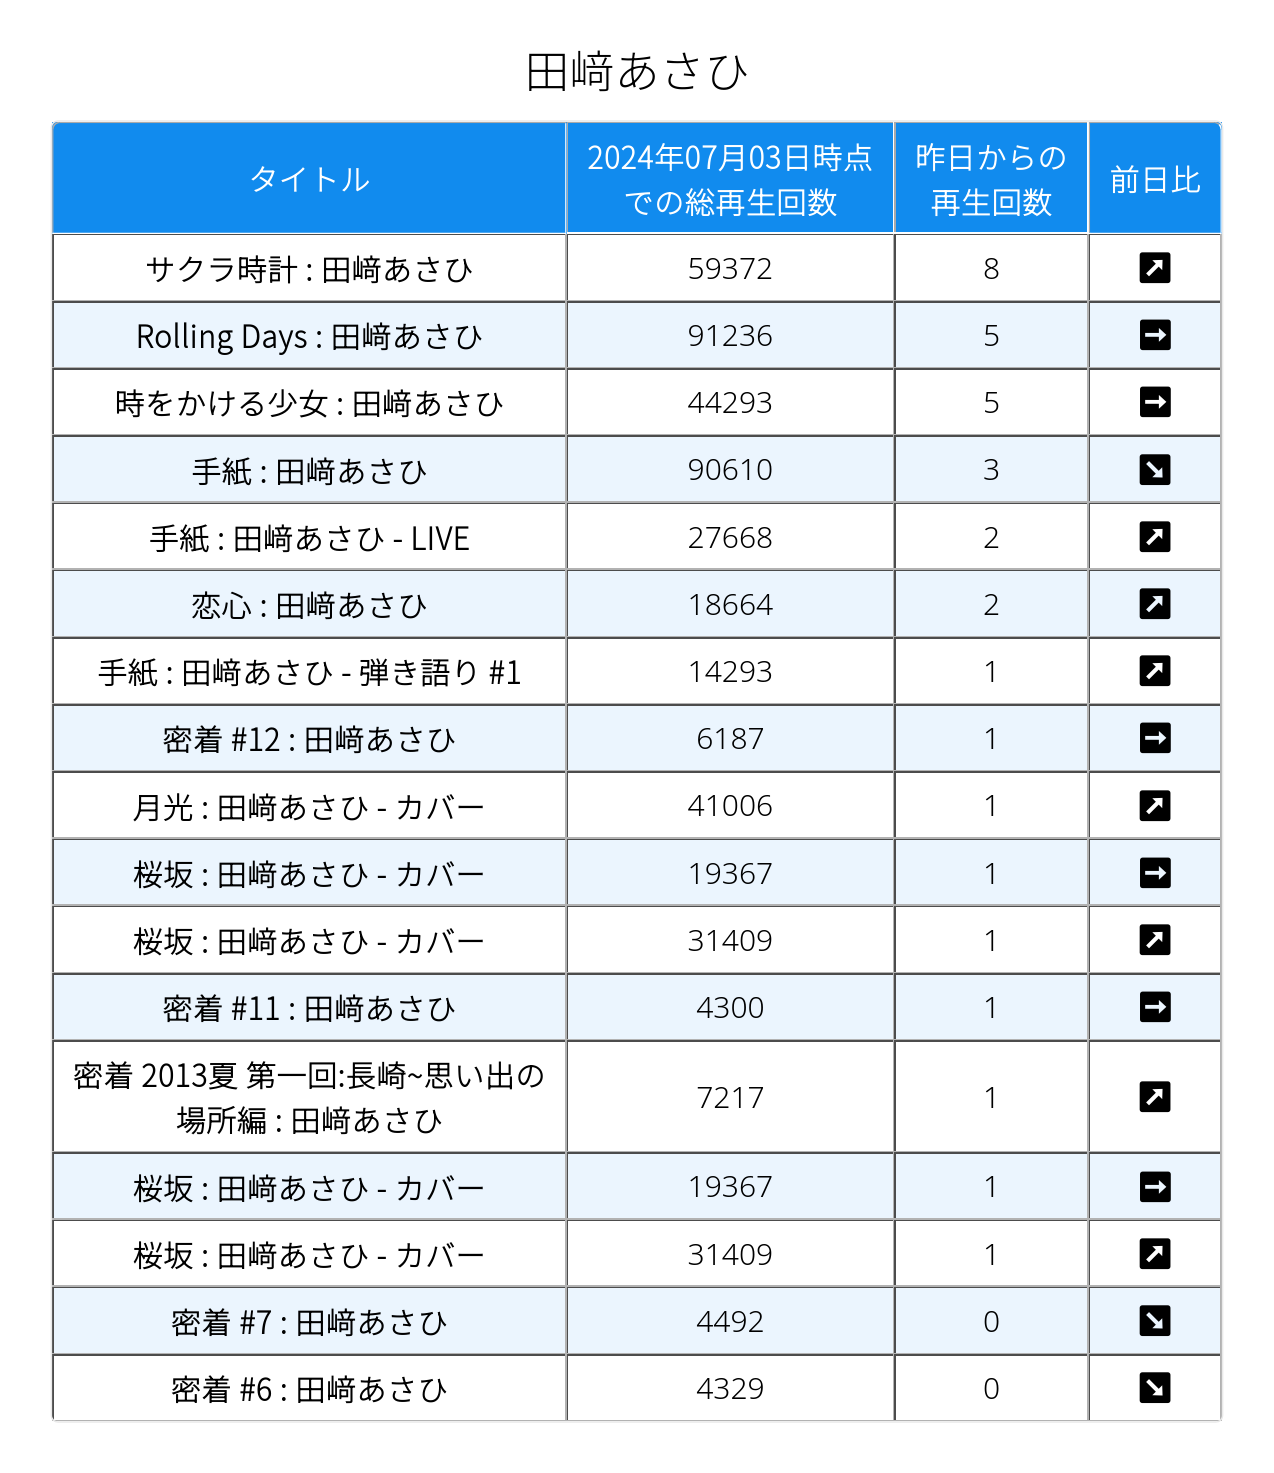 田﨑あさひ
タイトル
2024年07月03日時点
での総再生回数
昨日からの
再生回数
前日比
サクラ時計 : 田﨑あさひ 59372 8 ↗
Rolling Days : 田﨑あさひ 91236 5 →
時をかける少女 : 田﨑あさひ 44293 5 →
手紙 : 田﨑あさひ 90610 3 ↘
手紙 : 田﨑あさひ - LIVE 27668 2 ↗
恋心 : 田﨑あさひ 18664 2 ↗
手紙 : 田﨑あさひ - 弾き語り #1 14293 1 ↗
密着 #12 : 田﨑あさひ 6187 1 →
月光 : 田﨑あさひ - カバー 41006 1 ↗
桜坂 : 田﨑あさひ - カバー 19367 1 →
桜坂 : 田﨑あさひ - カバー 31409 1 ↗
密着 #11 : 田﨑あさひ 4300 1 →
密着 2013夏 第一回:長崎~思い出の
場所編 : 田﨑あさひ 7217 1 ↗
桜坂 : 田﨑あさひ - カバー 19367 1 →
桜坂 : 田﨑あさひ - カバー 31409 1 ↗
密着 #7 : 田﨑あさひ 4492 0 ↘
密着 #6 : 田﨑あさひ 4329 0 ↘